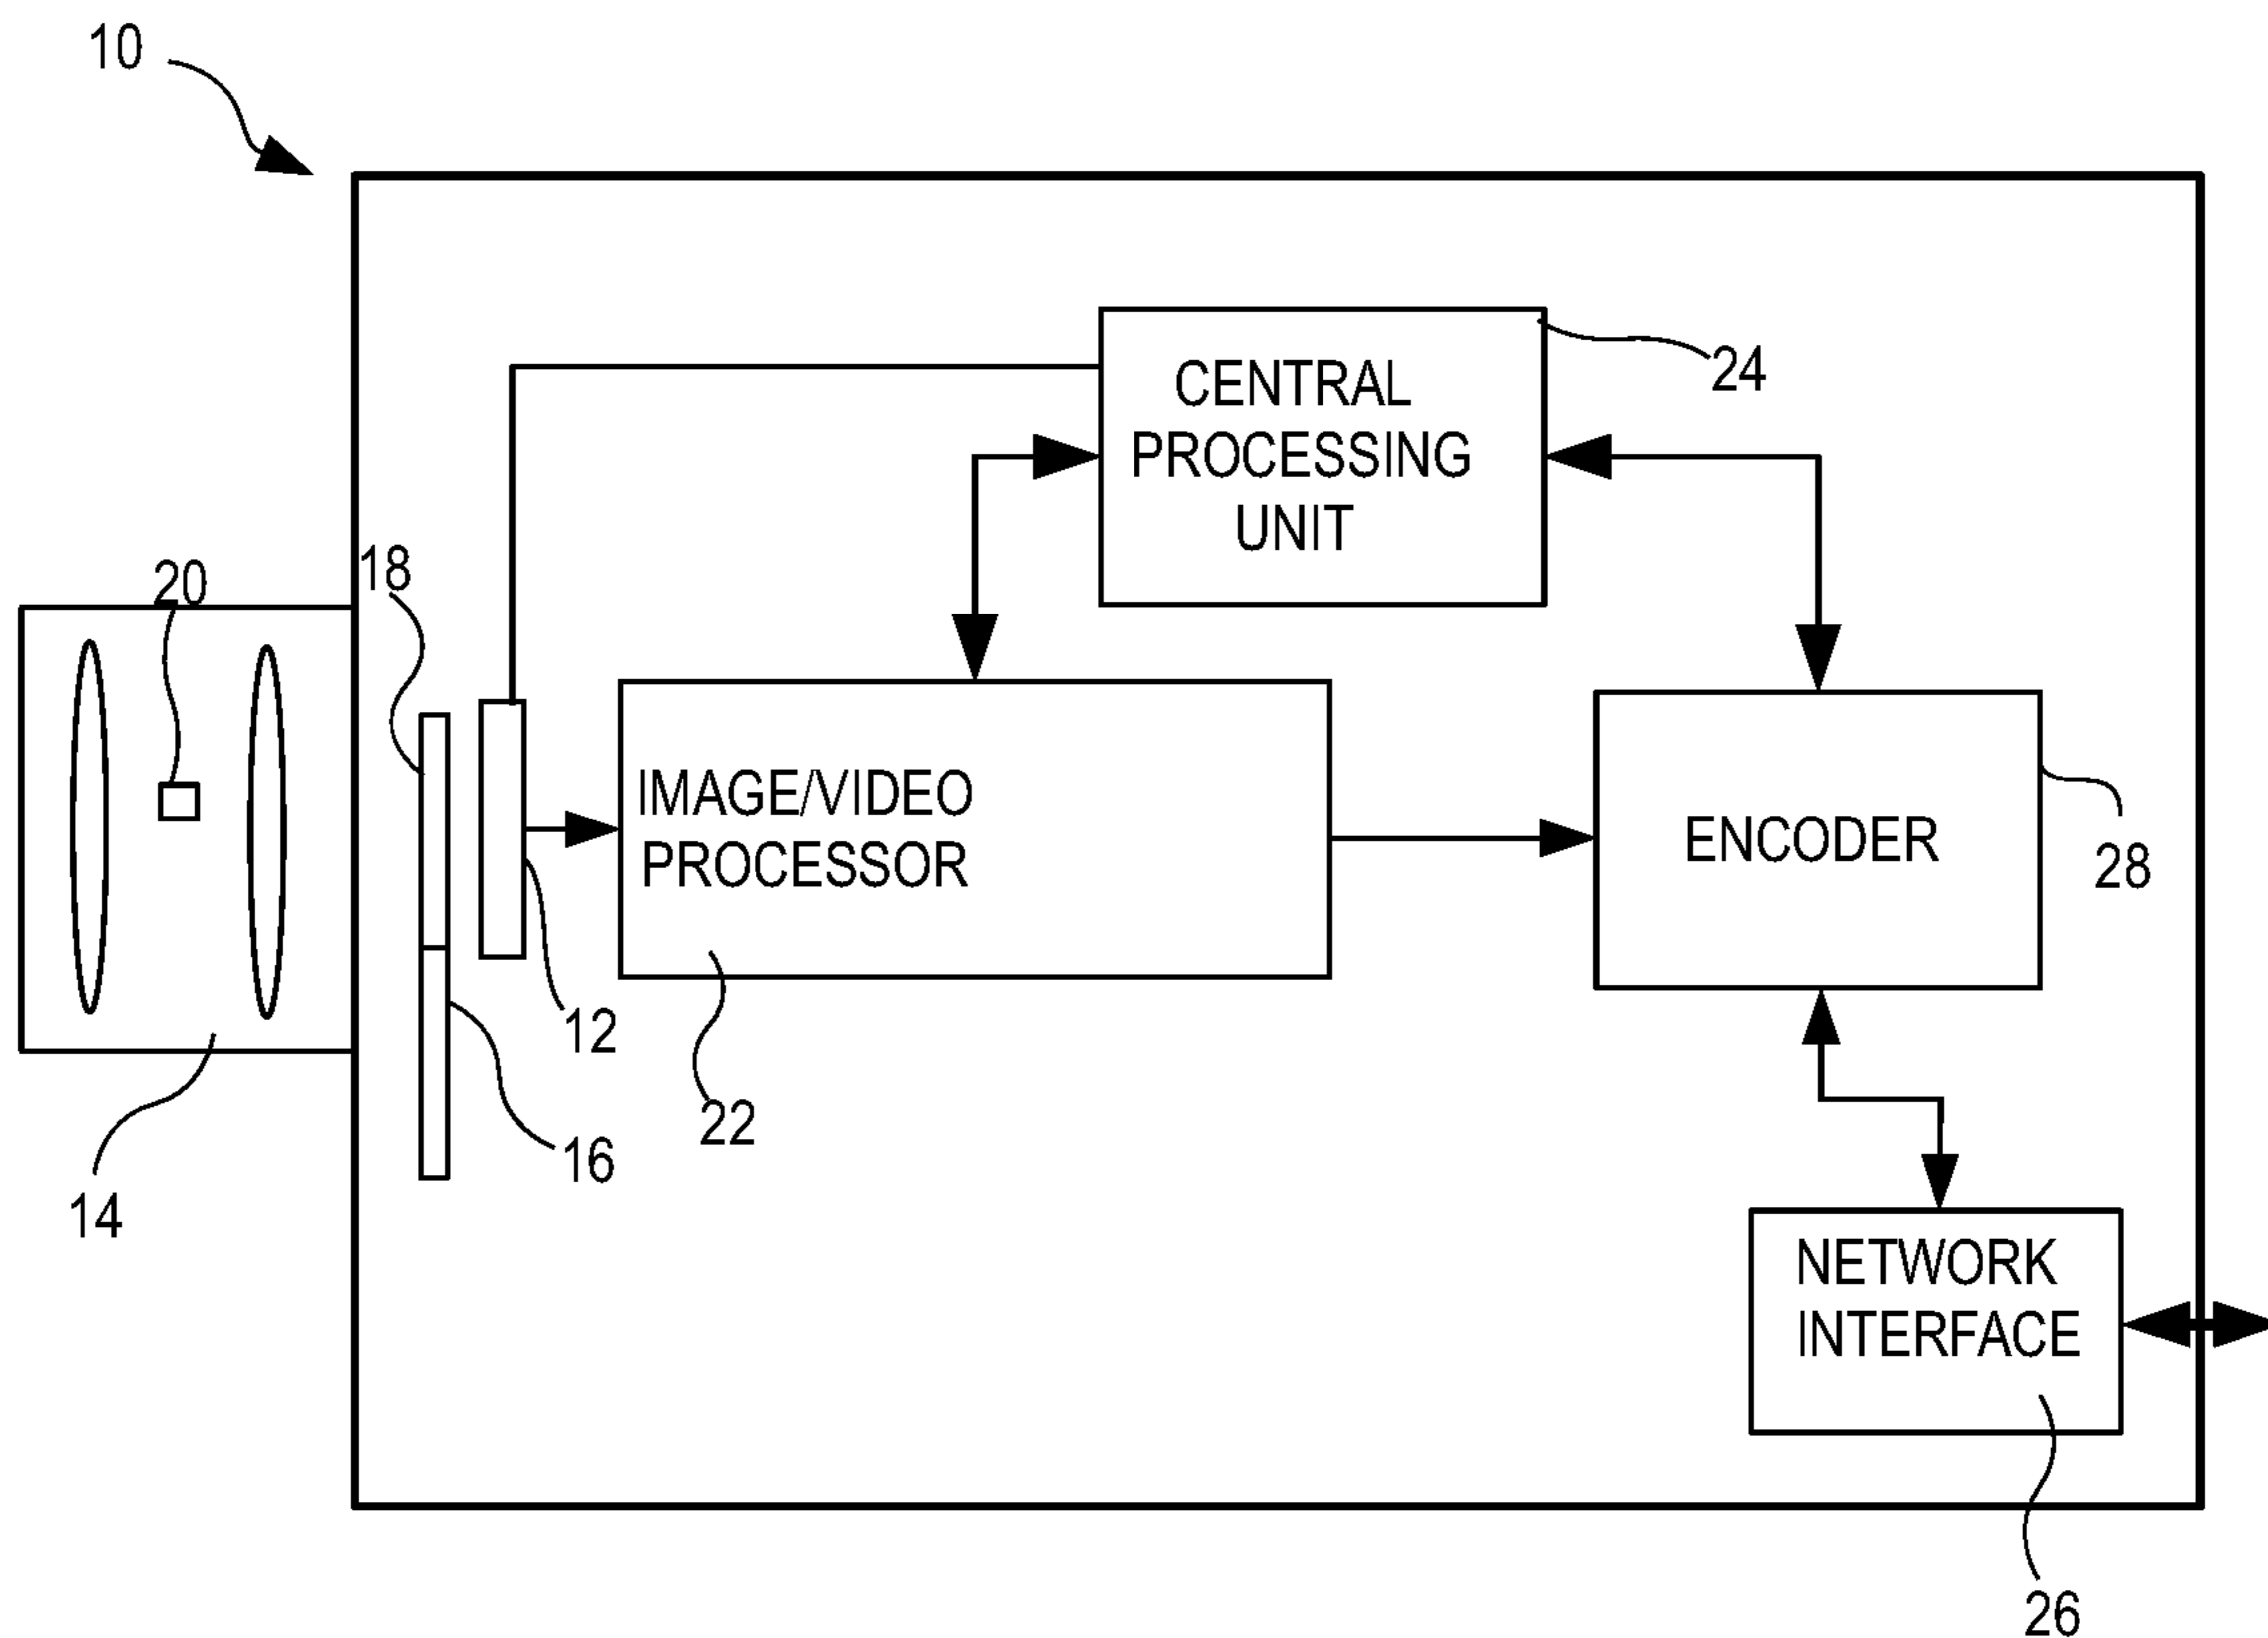 10
CENTRAL
PROCESSING
UNIT
24
18
20
IMAGE/VIDEO
PROCESSOR
ENCODER
28
12
22
16
14
NETWORK
INTERFACE
26